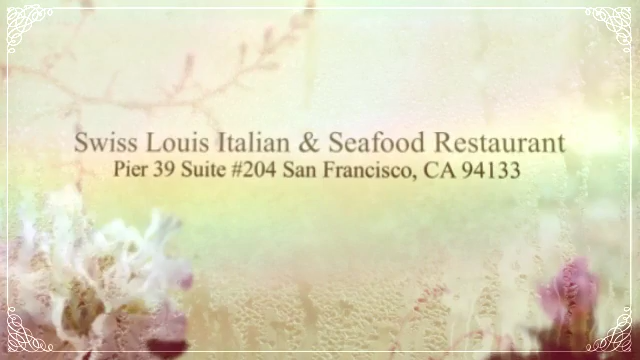 Swiss Louis Italian & Seafood Restaurant
Pier 39 Suite #204 San Francisco, CA 94133